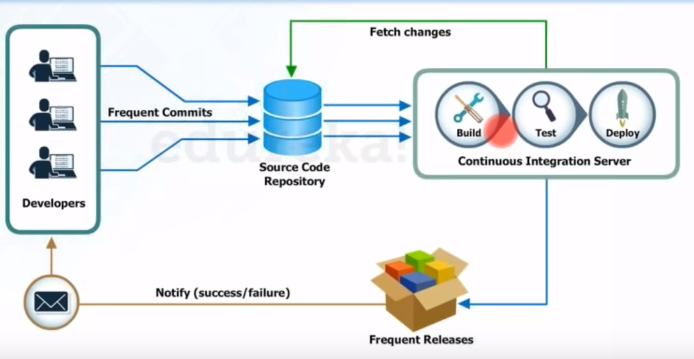 Fetch changes
Frequent Commits
Build
Test
Deploy
Continuous Integration Server
Source Code
Repository
Developers
Notify (success/failure)
Frequent Releases